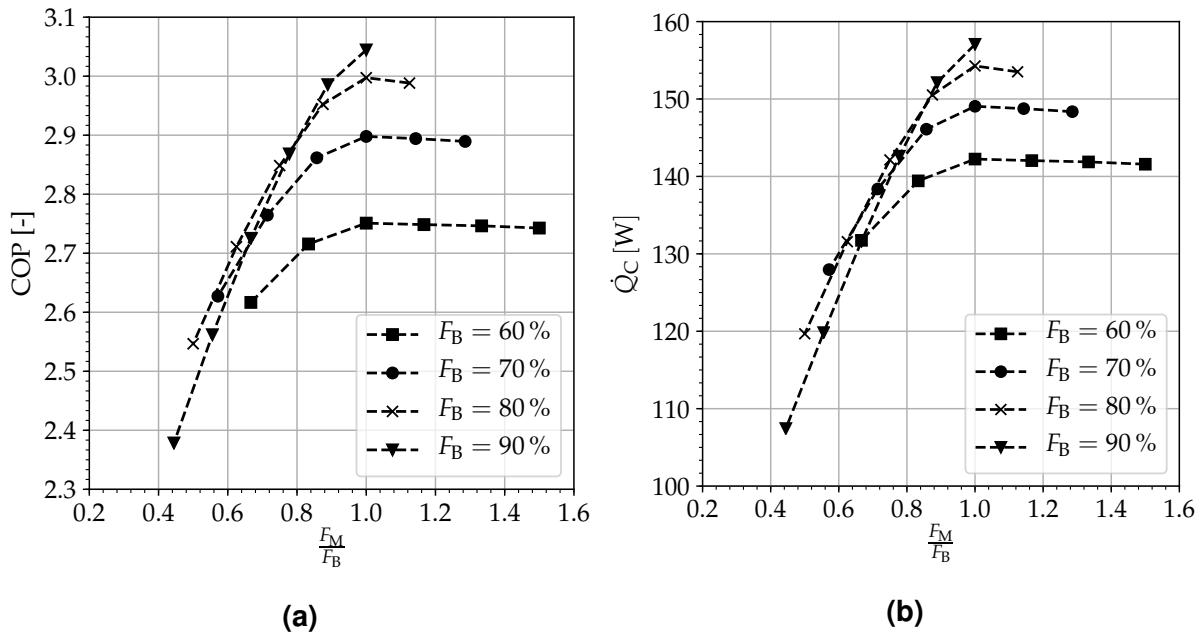 3.1
3.0
2.9
2.8
2.7
2.6
2.5
2.4
2.3
COP [-]
0.2 0.4 0.6 0.8 1.0 1.2 1.4 1.6
F_M
F_B
F_B = 60 %
F_B = 70 %
F_B = 80 %
F_B = 90 %
(a)
160
150
140
130
120
110
100
Q̇_C [W]
0.2 0.4 0.6 0.8 1.0 1.2 1.4 1.6
F_M
F_B
F_B = 60 %
F_B = 70 %
F_B = 80 %
F_B = 90 %
(b)